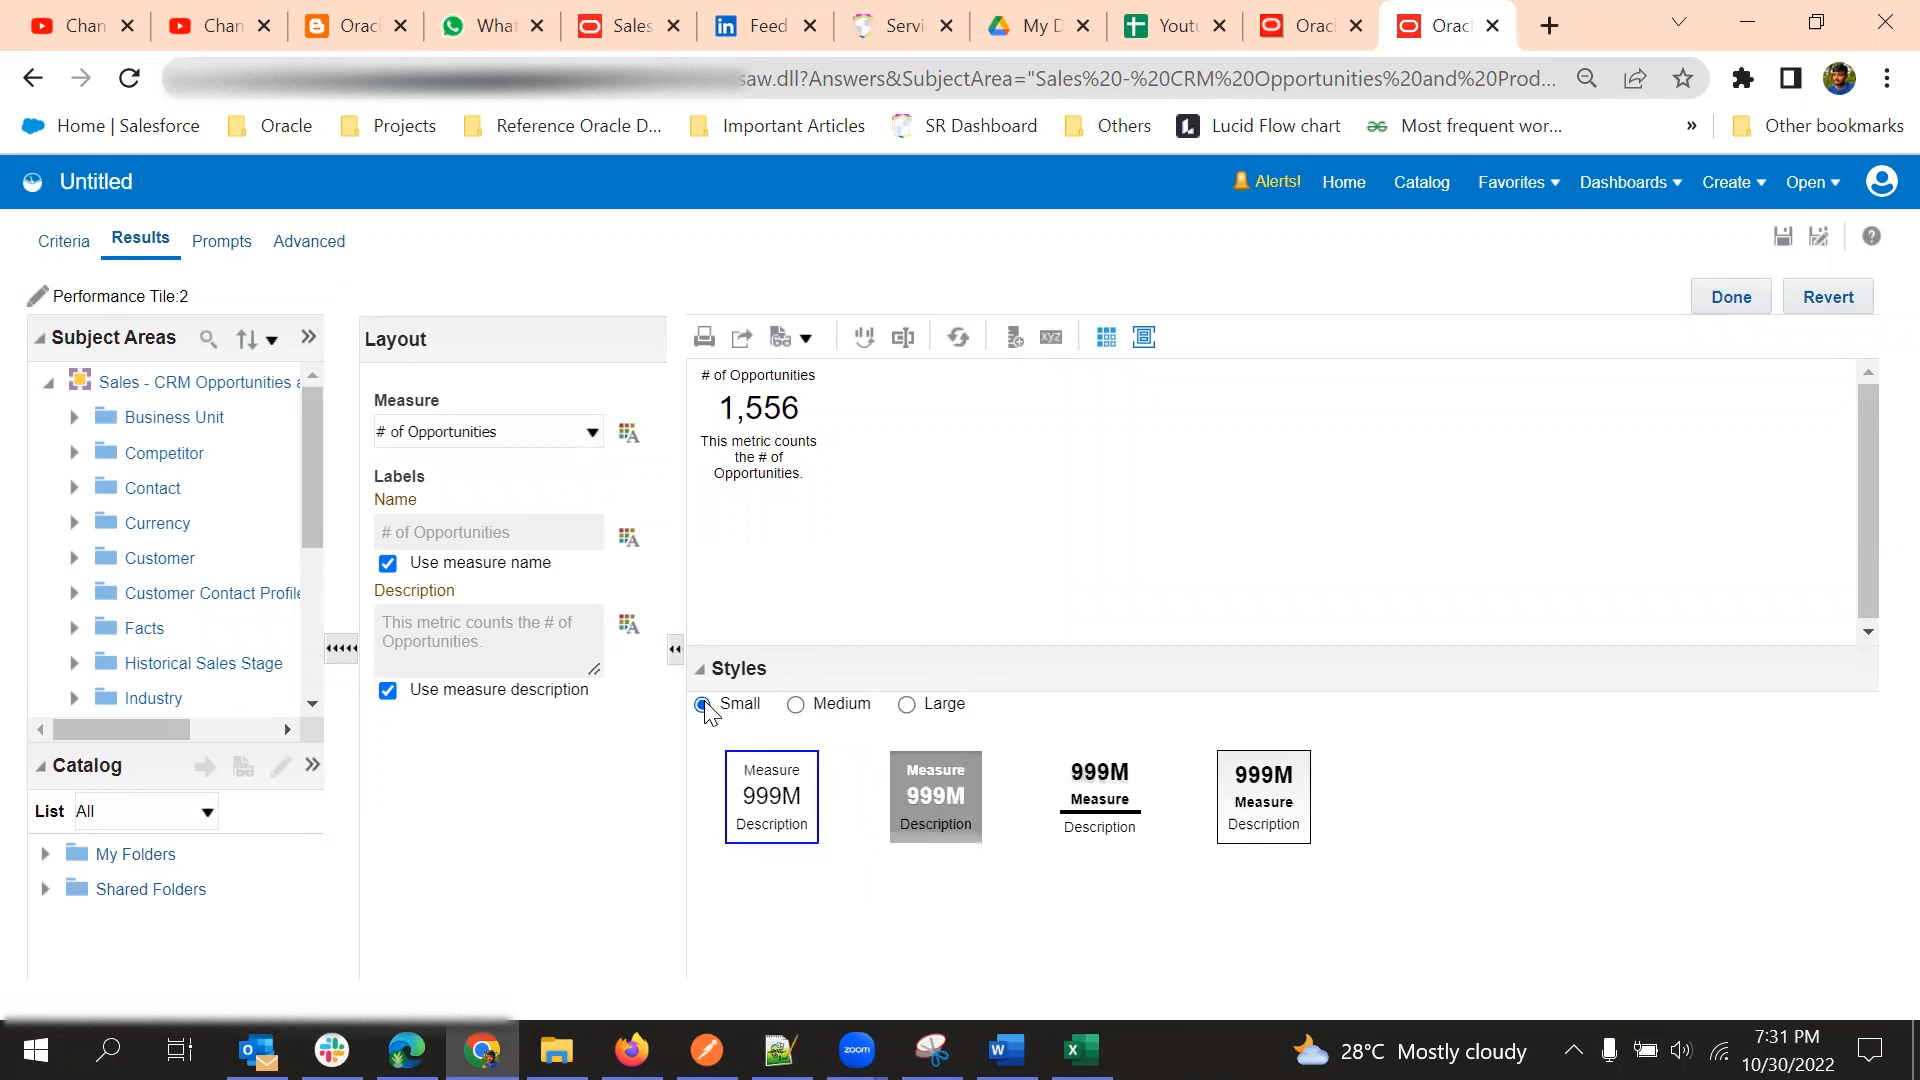 Chan
Chan
Orac
What
Sales
Feed
Servi
My D
Youtu
Orac
Orac
saw.dll?Answers&SubjectArea="Sales%20-%20CRM%20Opportunities%20and%20Prod...
Home | Salesforce
Oracle
Projects
Reference Oracle D...
Important Articles
SR Dashboard
Others
Lucid Flow chart
Most frequent wor...
»
Other bookmarks
Untitled
Alerts!
Home
Catalog
Favorites
Dashboards
Create
Open
Criteria
Results
Prompts
Advanced
Performance Tile:2
Done
Revert
Subject Areas
Sales - CRM Opportunities a
Business Unit
Competitor
Contact
Currency
Customer
Customer Contact Profile
Facts
Historical Sales Stage
Industry
Catalog
List All
My Folders
Shared Folders
Layout
Measure
# of Opportunities
Labels
Name
# of Opportunities
Use measure name
Description
This metric counts the # of
Opportunities.
Use measure description
xyz
# of Opportunities
1,556
This metric counts
the # of
Opportunities.
Styles
Small
Medium
Large
Measure
999M
Description
Measure
999M
Description
999M
Measure
Description
999M
Measure
Description
zoom
28°C Mostly cloudy
7:31 PM
10/30/2022